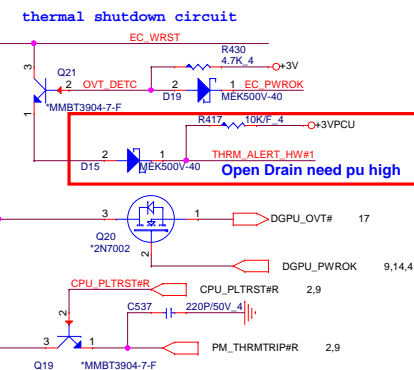 thermal shutdown circuit
EC_WRST
R430
4.7K_4
+3V
3
Q21
2
OVT_DETC
2
1
EC_PWROK
D19
MEK500V-40
*MMBT3904-7-F
1
R417
10K/F_4
+3VPCU
2
1
THRM_ALERT_HW#1
D15
MEK500V-40
Open Drain need pu high
3
1
DGPU_OVT#
17
Q20
*2N7002
2
DGPU_PWROK
9,14,4
CPU_PLTRST#R
CPU_PLTRST#R
2,9
2
C537
220P/50V_4
3
1
PM_THRMTRIP#R
2,9
Q19
*MMBT3904-7-F